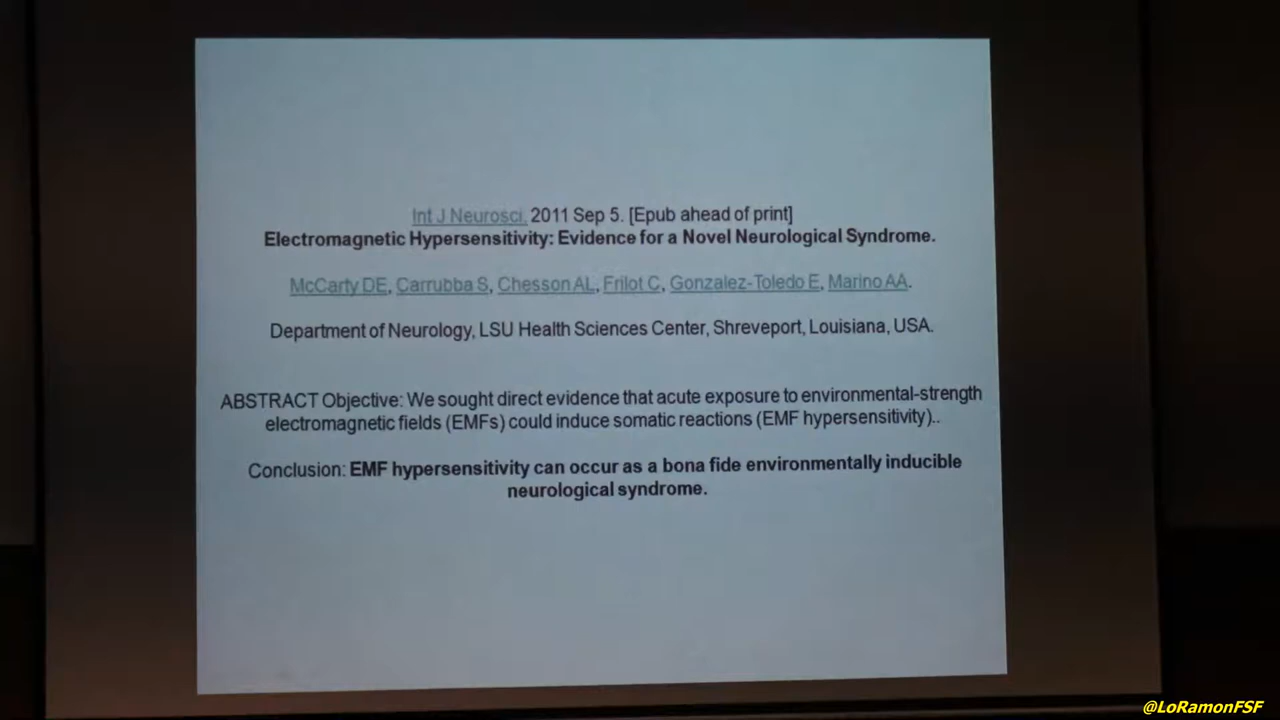 Int J Neurosci. 2011 Sep 5. [Epub ahead of print]
Electromagnetic Hypersensitivity: Evidence for a Novel Neurological Syndrome.
McCarty DE, Carrubba S, Chesson AL, Frilot C, Gonzalez-Toledo E, Marino AA.
Department of Neurology, LSU Health Sciences Center, Shreveport, Louisiana, USA.
ABSTRACT Objective: We sought direct evidence that acute exposure to environmental-strength
electromagnetic fields (EMFs) could induce somatic reactions (EMF hypersensitivity)..
Conclusion: EMF hypersensitivity can occur as a bona fide environmentally inducible
neurological syndrome.
@LoRamonFSF